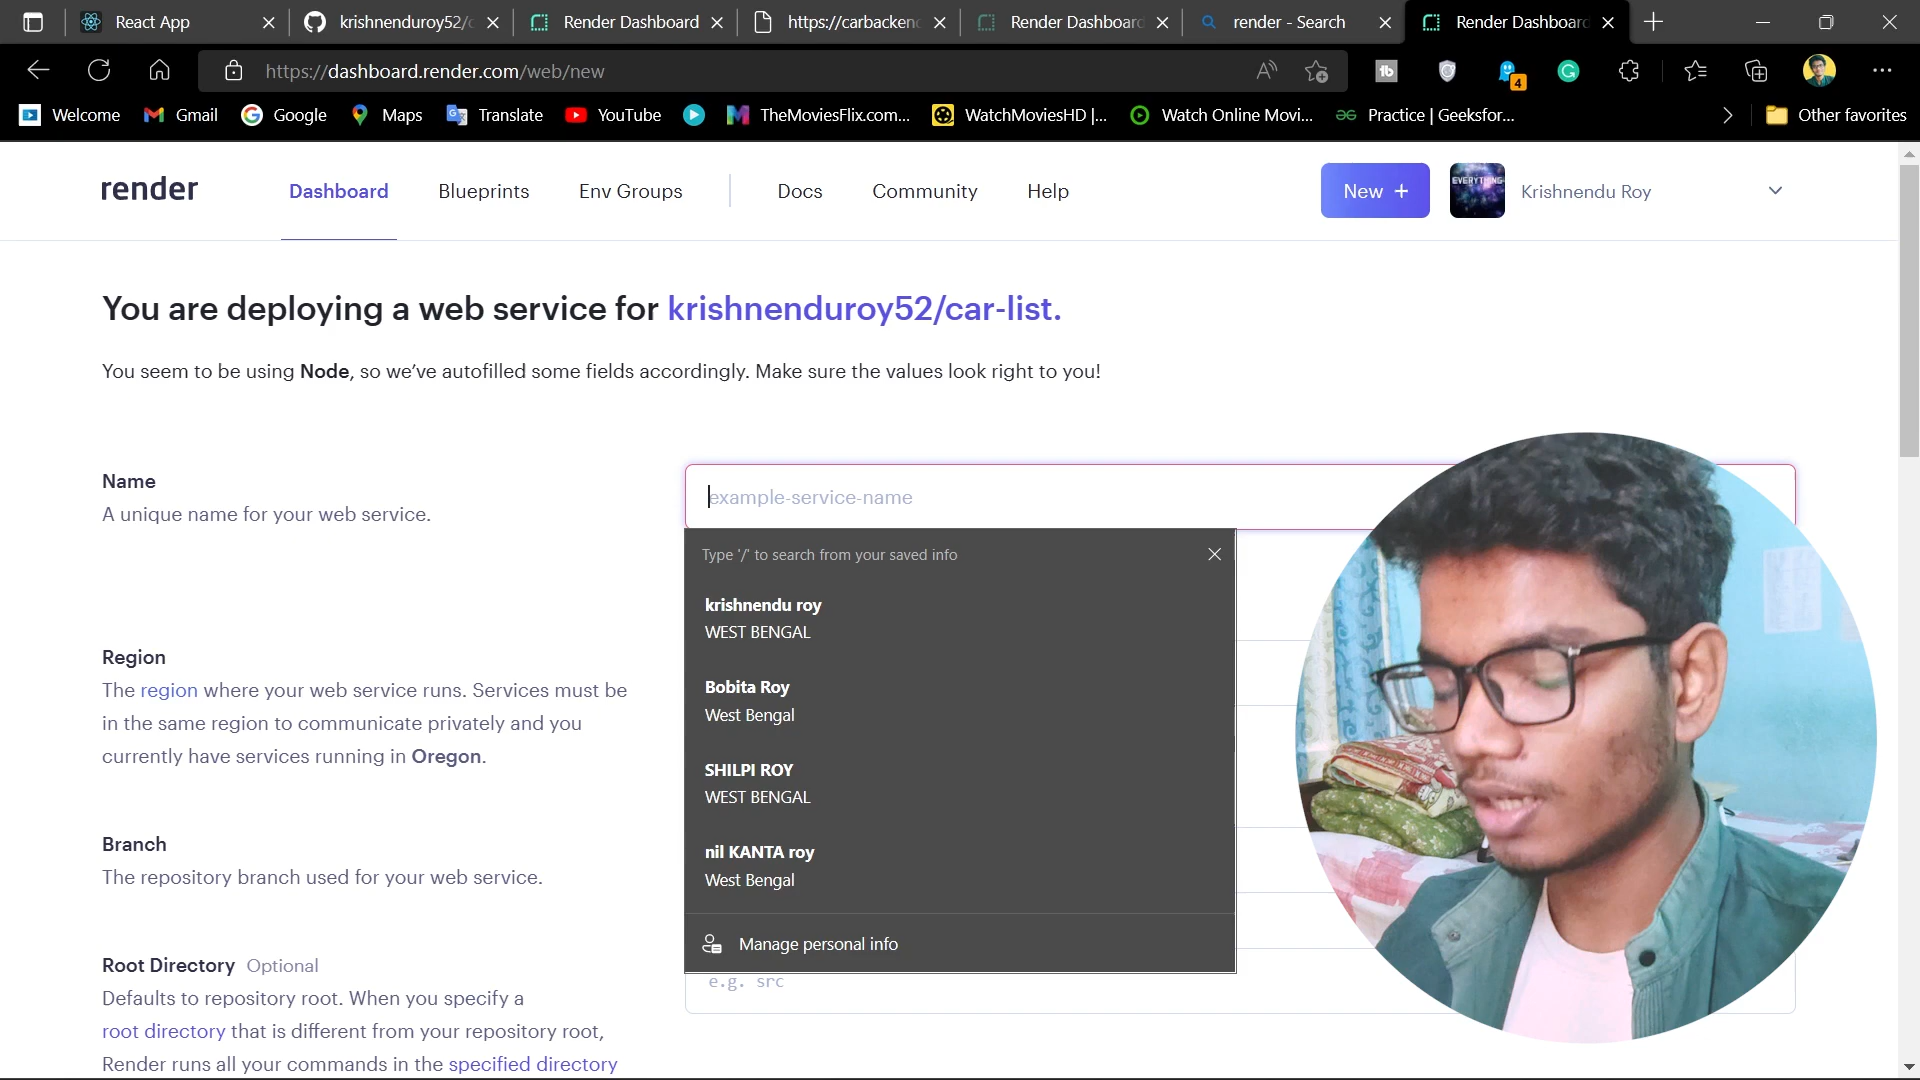 React App
krishnenduroy52/c
Render Dashboard
https://carbackend
Render Dashboard
render - Search
Render Dashboard
https://dashboard.render.com/web/new
4
Welcome
Gmail
Google
Maps
Translate
YouTube
TheMoviesFlix.com...
WatchMoviesHD |...
Watch Online Movi...
Practice | Geeksfor...
Other favorites
render
Dashboard
Blueprints
Env Groups
Docs
Community
Help
New +
EVERYTHING
Krishnendu Roy
You are deploying a web service for krishnenduroy52/car-list.
You seem to be using Node, so we've autofilled some fields accordingly. Make sure the values look right to you!
Name
A unique name for your web service.
example-service-name
Type '/' to search from your saved info
krishnendu roy
WEST BENGAL
Bobita Roy
West Bengal
SHILPI ROY
WEST BENGAL
nil KANTA roy
West Bengal
Manage personal info
Region
The region where your web service runs. Services must be
in the same region to communicate privately and you
currently have services running in Oregon.
Branch
The repository branch used for your web service.
Root Directory Optional
Defaults to repository root. When you specify a
root directory that is different from your repository root,
Render runs all your commands in the specified directory
e.g. src